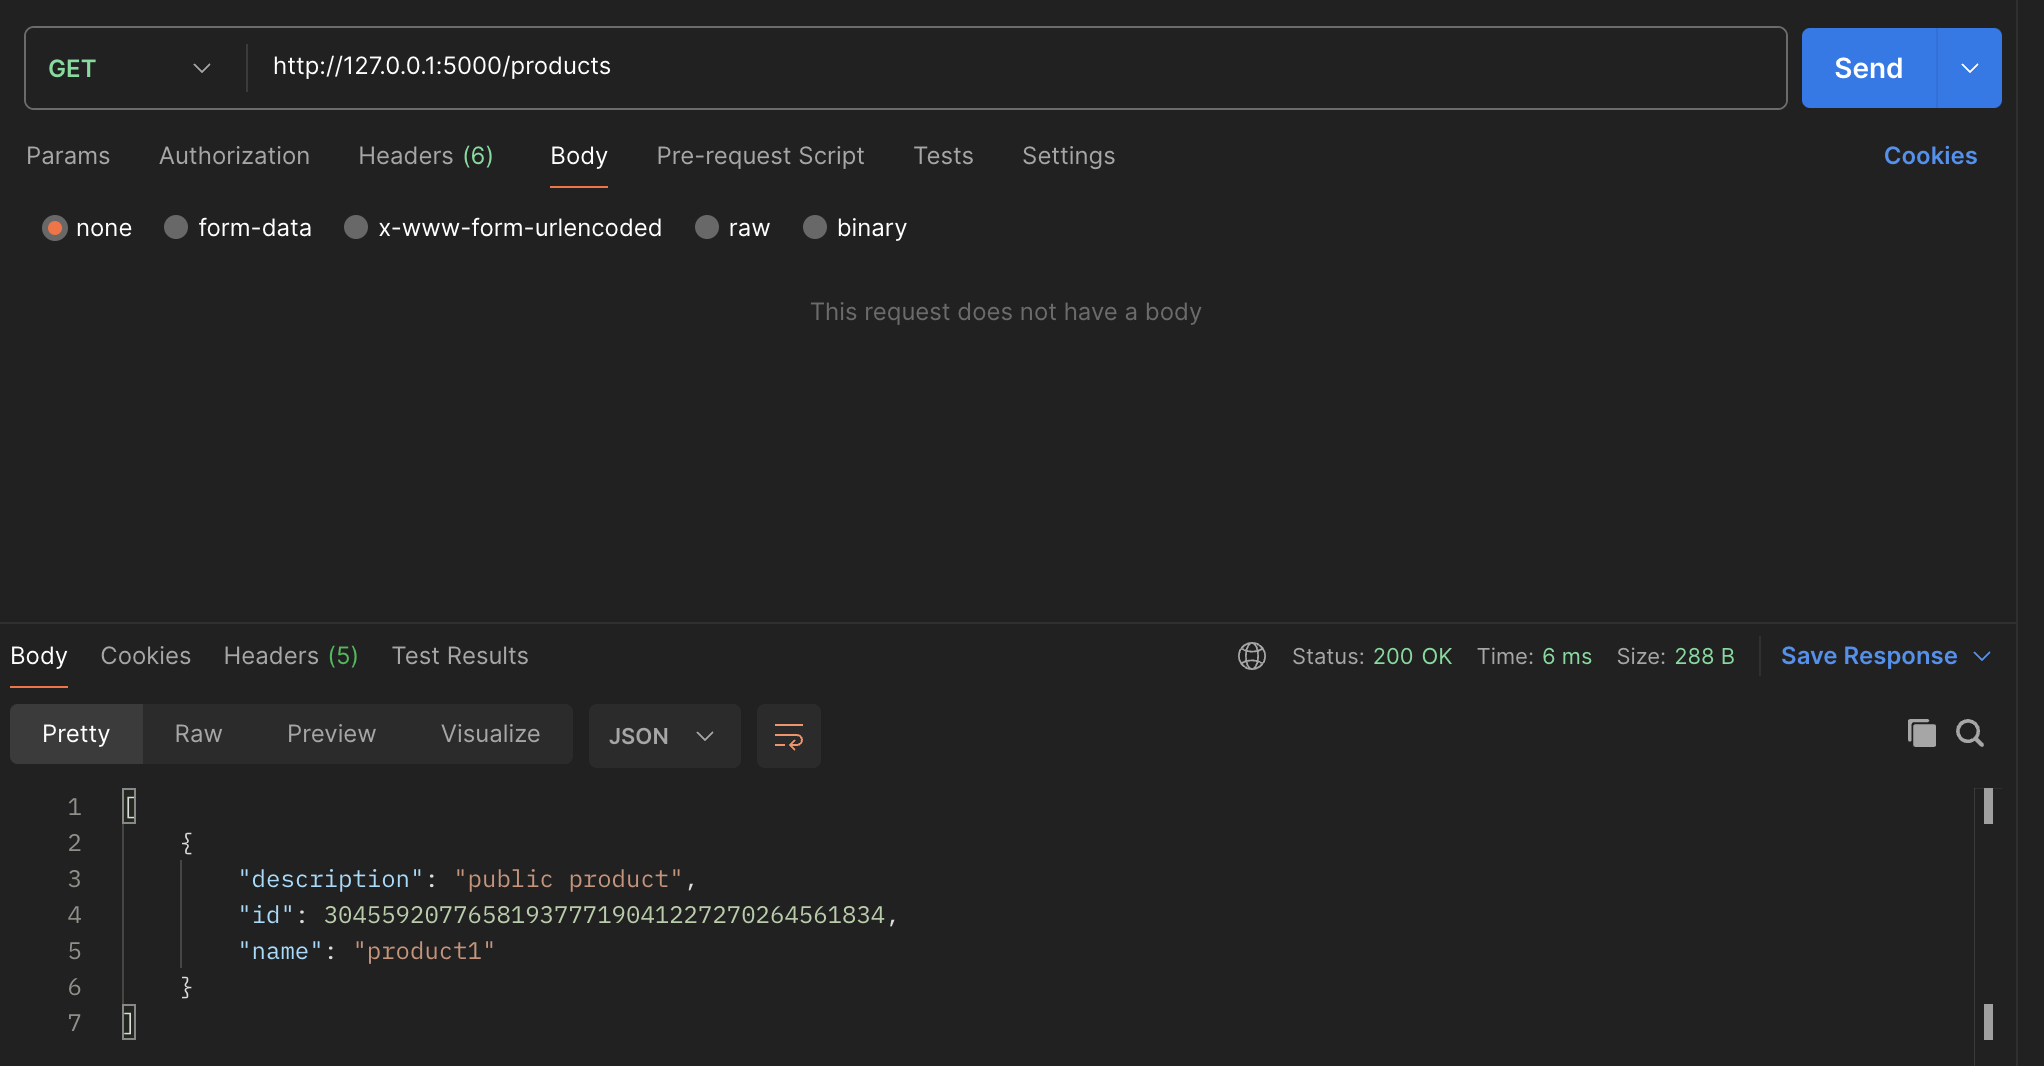 GET http://127.0.0.1:5000/products Send
Params Authorization Headers (6) Body Pre-request Script Tests Settings Cookies
none form-data x-www-form-urlencoded raw binary
This request does not have a body
Body Cookies Headers (5) Test Results Status: 200 OK Time: 6 ms Size: 288 B Save Response
Pretty Raw Preview Visualize JSON
1 [
2 {
3 "description": "public product",
4 "id": 304559207765819377719041227270264561834,
5 "name": "product1"
6 }
7 ]